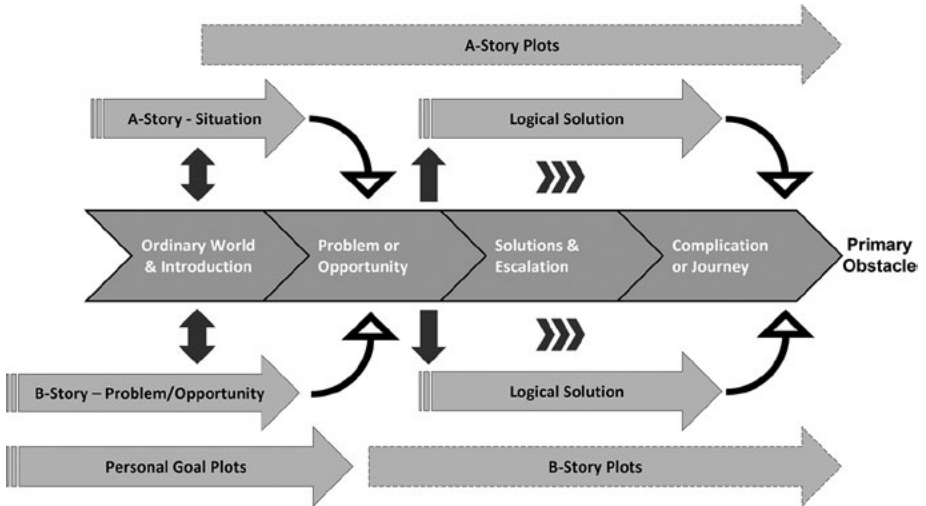 A-Story Plots
A-Story - Situation
Logical Solution
Ordinary World
& Introduction
Problem or
Opportunity
Solutions &
Escalation
Complication
or Journey
Primary
Obstacle
B-Story – Problem/Opportunity
Logical Solution
Personal Goal Plots
B-Story Plots